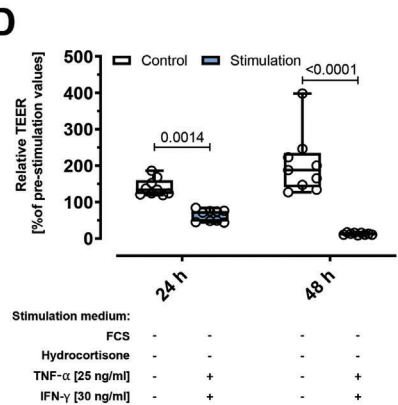 D
Control Stimulation
Relative TEER
[%of pre-stimulation values]
500
400
300
200
100
0
0.0014
<0.0001
24 h
48 h
Stimulation medium:
FCS - - - -
Hydrocortisone - - - -
TNF-α [25 ng/ml] - + - +
IFN-γ [30 ng/ml] - + - +